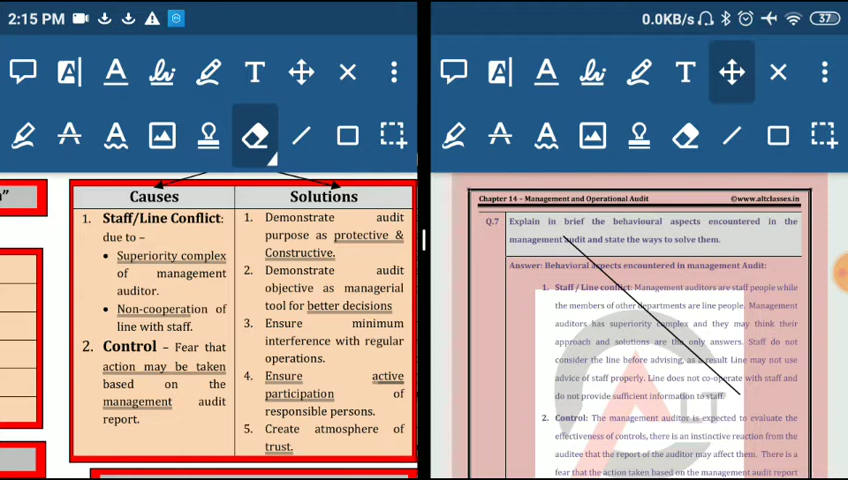 2:15 PM
0.0KB/s
37
Causes
Solutions
1. Staff/Line Conflict:
due to –
• Superiority complex
of management
auditor.
• Non-cooperation of
line with staff.
2. Control – Fear that
action may be taken
based on the
management audit
report.
1. Demonstrate audit
purpose as protective &
Constructive.
2. Demonstrate audit
objective as managerial
tool for better decisions
3. Ensure minimum
interference with regular
operations.
4. Ensure active
participation of
responsible persons.
5. Create atmosphere of
trust.
Chapter 14 – Management and Operational Audit ©www.altclasses.in
Q.7 Explain in brief the behavioural aspects encountered in the
management audit and state the ways to solve them.
Answer: Behavioral aspects encountered in management Audit:
1. Staff / Line conflict: Management auditors are staff people while
the members of other departments are line people. Management
auditors has superiority complex and they may think their
approach and solutions are the only answers. Staff do not
consider the line before advising, as a result Line may not use
advice of staff properly. Line does not co-operate with staff and
do not provide sufficient information to staff.
2. Control: The management auditor is expected to evaluate the
effectiveness of controls, there is an instinctive reaction from the
auditee that the report of the auditor may affect them. There is a
fear that the action taken based on the management audit report